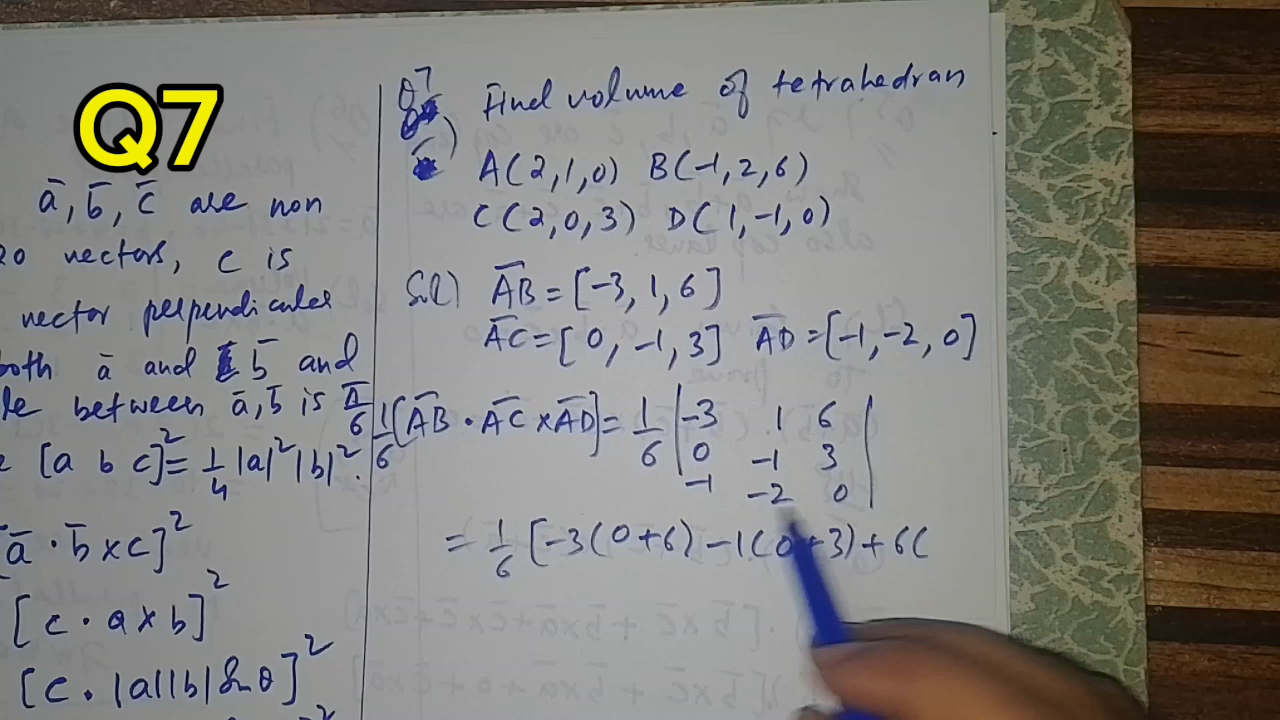 Q7
ā, b̄, c̄ are non
vectors, c is
vector perpendicular
both ā and b̄ and
between ā, b̄ is π/6
[a b c]² = 1/4 |a|² |b|².
ā · b̄ × c]²
[c · a × b]²
[c · |a||b| Sin θ]²
Q7
Find volume of tetrahedran
A(2,1,0) B(-1,2,6)
C(2,0,3) D(1,-1,0)
Sol) AB = [-3, 1, 6]
AC = [0, -1, 3] AD = [-1, -2, 0]
1/6 [AB · AC × AD] = 1/6 | -3 1 6
0 -1 3
-1 -2 0 |
= 1/6 [-3(0+6) -1(0+3) + 6(